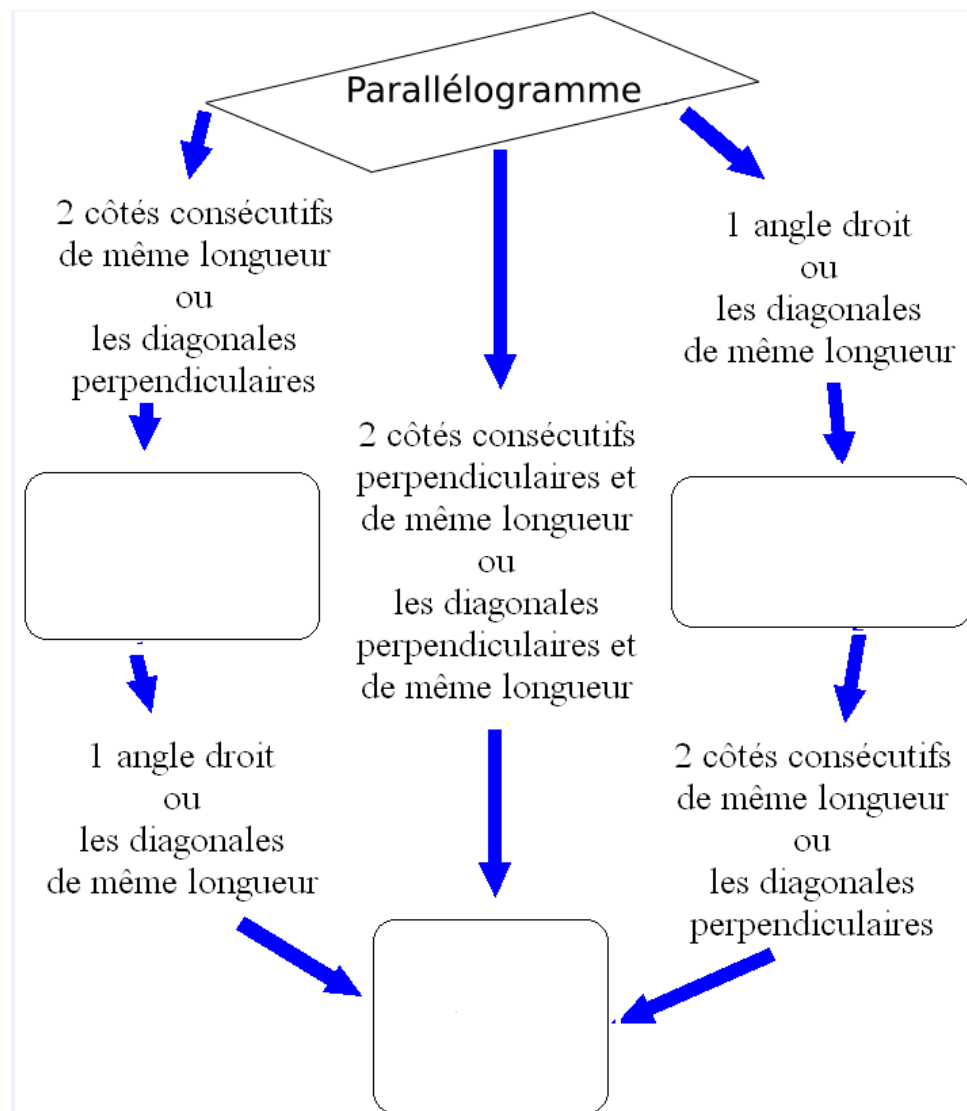 Parallélogramme
2 côtés consécutifs
de même longueur
ou
les diagonales
perpendiculaires
1 angle droit
ou
les diagonales
de même longueur
2 côtés consécutifs
perpendiculaires et
de même longueur
ou
les diagonales
perpendiculaires et
de même longueur
1 angle droit
ou
les diagonales
de même longueur
2 côtés consécutifs
de même longueur
ou
les diagonales
perpendiculaires